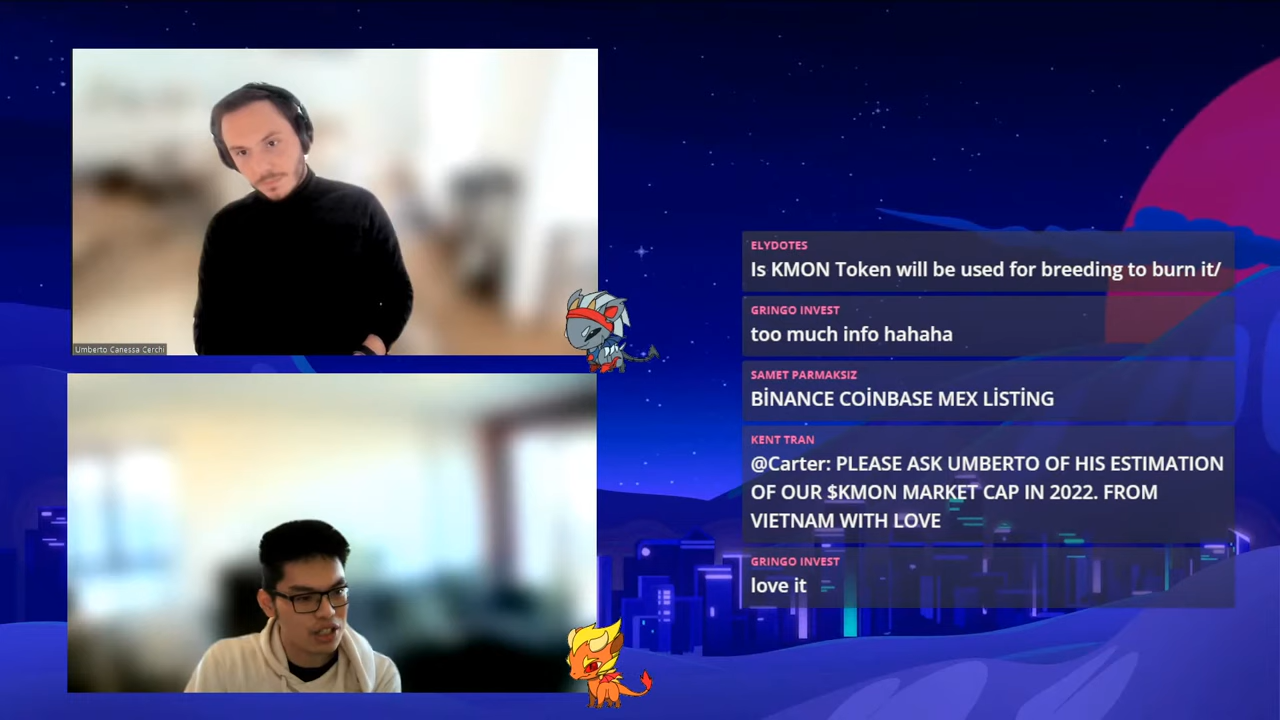 Umberto Canessa Cerchi
ELYDOTES
Is KMON Token will be used for breeding to burn it/
GRINGO INVEST
too much info hahaha
SAMET PARMAKSIZ
BİNANCE COİNBASE MEX LİSTİNG
KENT TRAN
@Carter: PLEASE ASK UMBERTO OF HIS ESTIMATION
OF OUR $KMON MARKET CAP IN 2022. FROM
VIETNAM WITH LOVE
GRINGO INVEST
love it